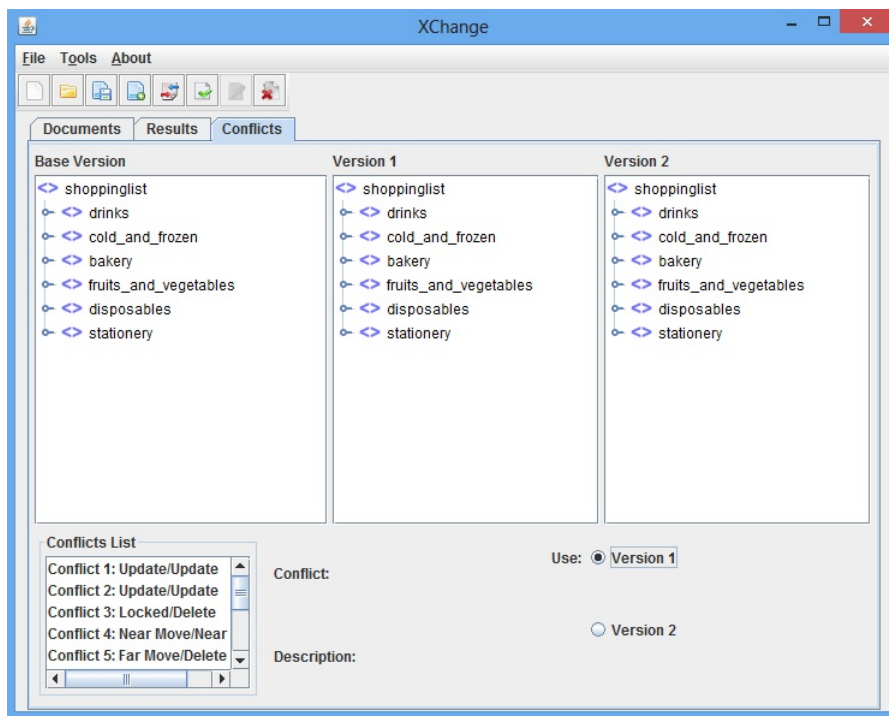 XChange
File Tools About
Documents Results Conflicts
Base Version
shoppinglist
drinks
cold_and_frozen
bakery
fruits_and_vegetables
disposables
stationery
Version 1
shoppinglist
drinks
cold_and_frozen
bakery
fruits_and_vegetables
disposables
stationery
Version 2
shoppinglist
drinks
cold_and_frozen
bakery
fruits_and_vegetables
disposables
stationery
Conflicts List
Conflict 1: Update/Update
Conflict 2: Update/Update
Conflict 3: Locked/Delete
Conflict 4: Near Move/Near
Conflict 5: Far Move/Delete
Conflict:
Description:
Use: Version 1
Version 2